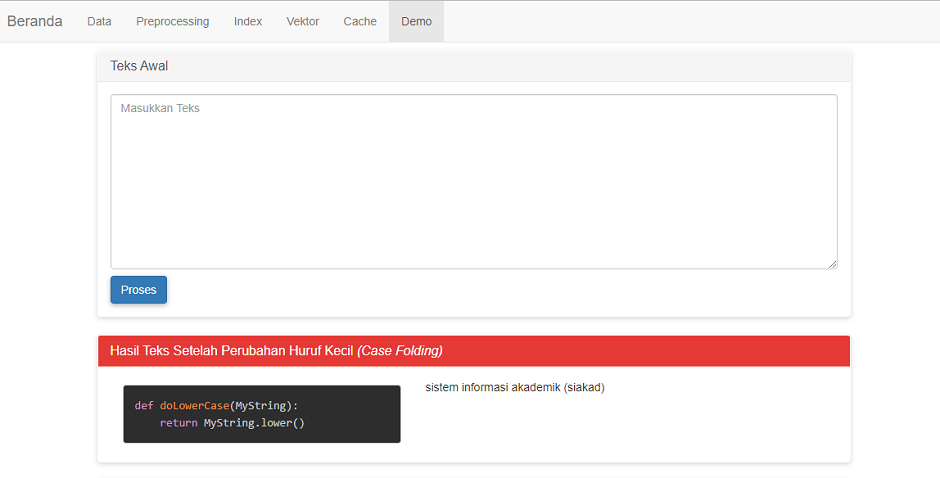 Beranda Data Preprocessing Index Vektor Cache Demo
Teks Awal
Masukkan Teks
Proses
Hasil Teks Setelah Perubahan Huruf Kecil (Case Folding)
def doLowerCase(MyString):
    return MyString.lower()
sistem informasi akademik (siakad)